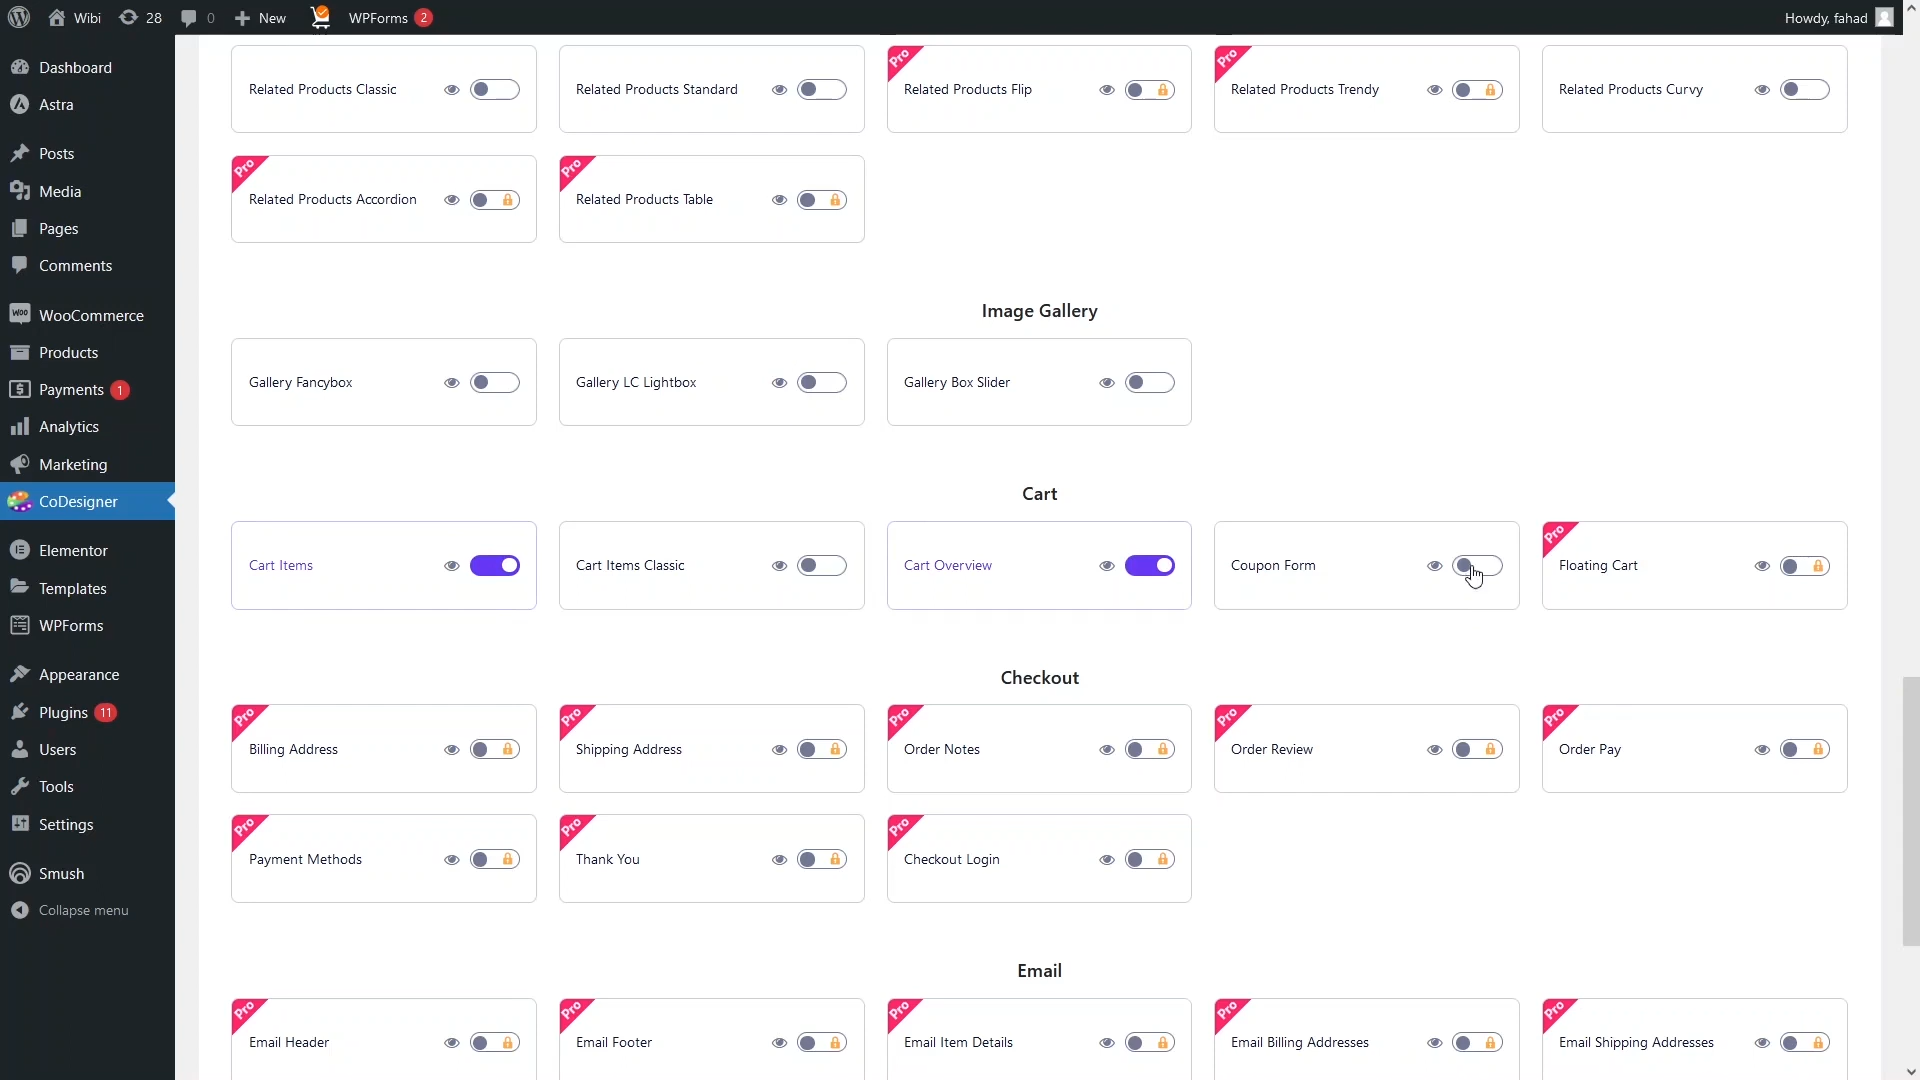 Wibi 28 0 New WPForms 2 Howdy, fahad
Dashboard
Astra
Posts
Media
Pages
Comments
WOO WooCommerce
Products
Payments 1
Analytics
Marketing
CoDesigner
Elementor
Templates
WPForms
Appearance
Plugins 11
Users
Tools
Settings
Smush
Collapse menu
Related Products Classic
Related Products Standard
Pro
Related Products Flip
Pro
Related Products Trendy
Related Products Curvy
Pro
Related Products Accordion
Pro
Related Products Table
Image Gallery
Gallery Fancybox
Gallery LC Lightbox
Gallery Box Slider
Cart
Cart Items
Cart Items Classic
Cart Overview
Coupon Form
Pro
Floating Cart
Checkout
Pro
Billing Address
Pro
Shipping Address
Pro
Order Notes
Pro
Order Review
Pro
Order Pay
Pro
Payment Methods
Pro
Thank You
Pro
Checkout Login
Email
Pro
Email Header
Pro
Email Footer
Pro
Email Item Details
Pro
Email Billing Addresses
Pro
Email Shipping Addresses